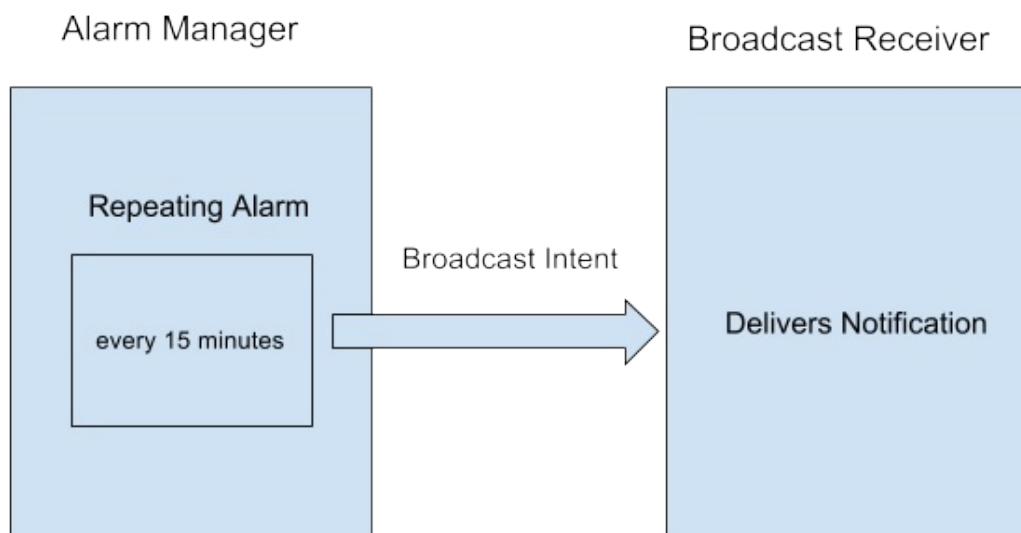 Alarm Manager
Broadcast Receiver
Repeating Alarm
every 15 minutes
Broadcast Intent
Delivers Notification